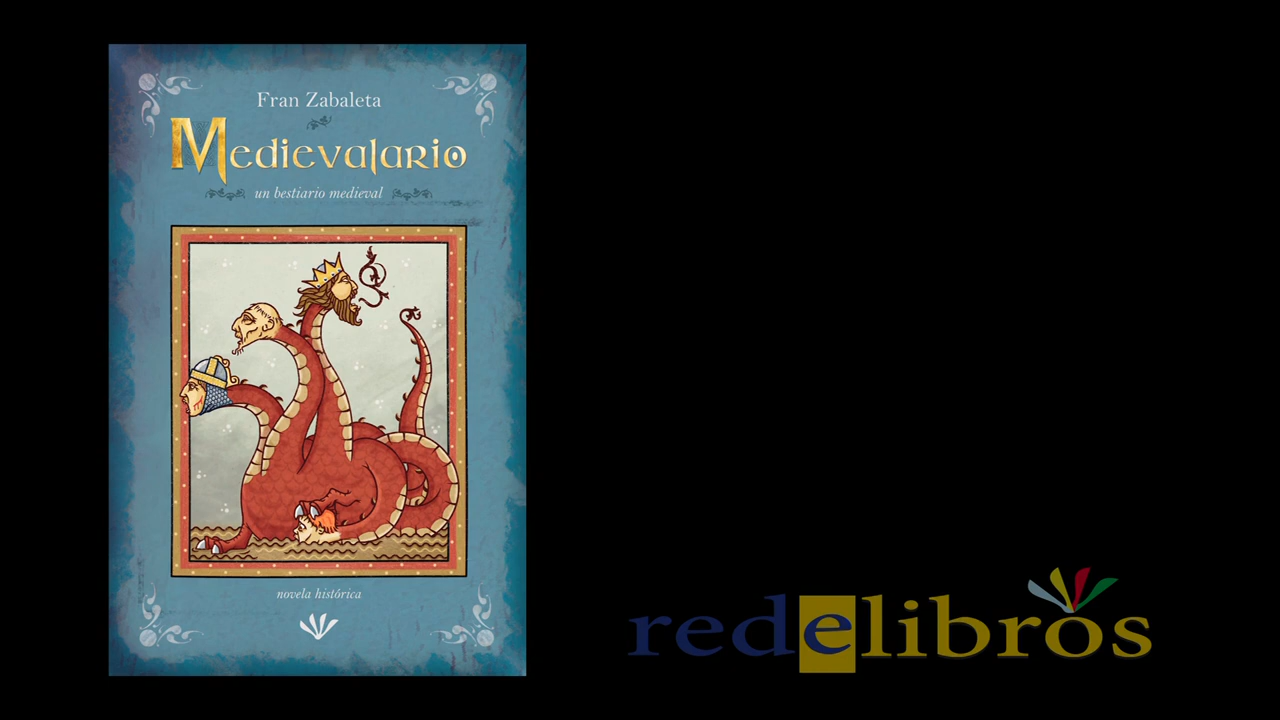 Fran Zabaleta
Medievalario
un bestiario medieval
novela histórica
redelibros